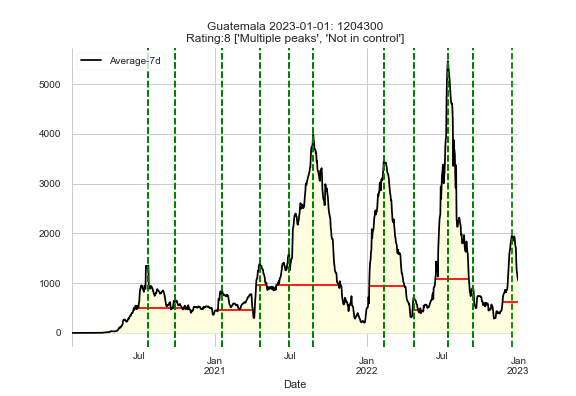 Guatemala 2023-01-01: 1204300
Rating:8 ['Multiple peaks', 'Not in control']
Average-7d
5000
4000
3000
2000
1000
0
Jul
Jan
2021
Jul
Jan
2022
Jul
Jan
2023
Date